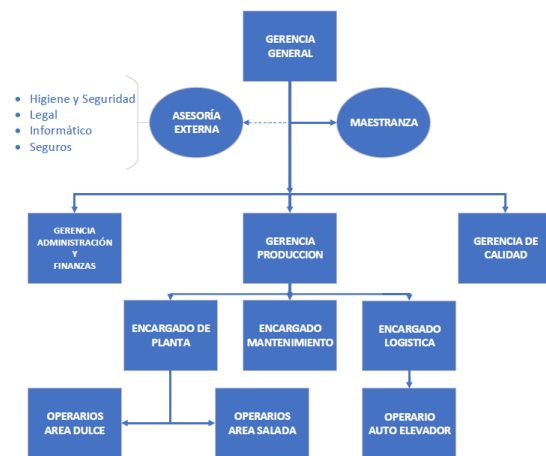 GERENCIA
GENERAL
• Higiene y Seguridad
• Legal
• Informático
• Seguros
ASESORÍA
EXTERNA
MAESTRANZA
GERENCIA
ADMINISTRACIÓN
Y
FINANZAS
GERENCIA
PRODUCCION
GERENCIA DE
CALIDAD
ENCARGADO DE
PLANTA
ENCARGADO
MANTENIMIENTO
ENCARGADO
LOGISTICA
OPERARIOS
AREA DULCE
OPERARIOS
AREA SALADA
OPERARIO
AUTO ELEVADOR